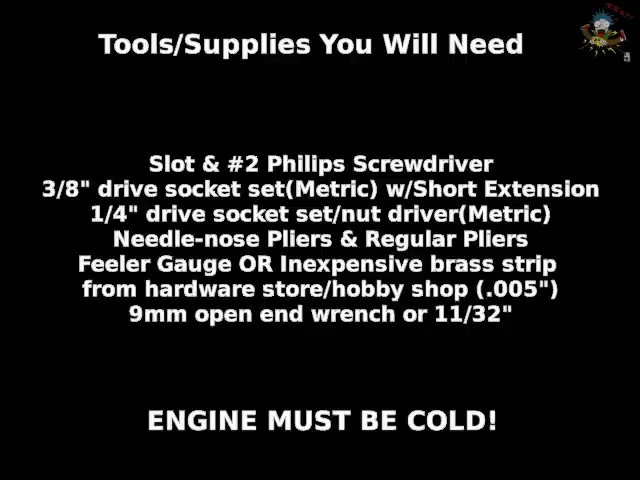 Tools/Supplies You Will Need
Slot & #2 Philips Screwdriver
3/8" drive socket set(Metric) w/Short Extension
1/4" drive socket set/nut driver(Metric)
Needle-nose Pliers & Regular Pliers
Feeler Gauge OR Inexpensive brass strip
from hardware store/hobby shop (.005")
9mm open end wrench or 11/32"
ENGINE MUST BE COLD!